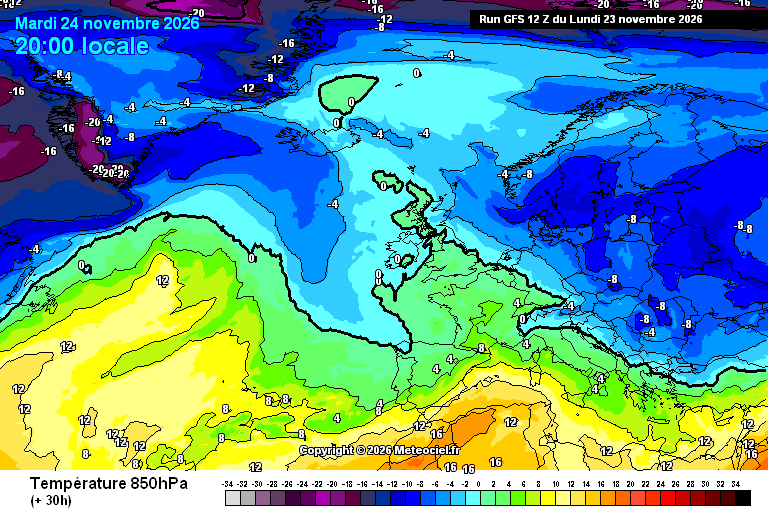 Mardi 24 novembre 2026
20:00 locale
Run GFS 12 Z du Lundi 23 novembre 2026
Copyright © 2026 Meteociel.fr
Température 850hPa
(+ 30h)
-34 -32 -30 -28 -26 -24 -22 -20 -18 -16 -14 -12 -10 -8 -6 -4 -2 0 2 4 6 8 10 12 14 16 18 20 22 24 26 28 30 32 34